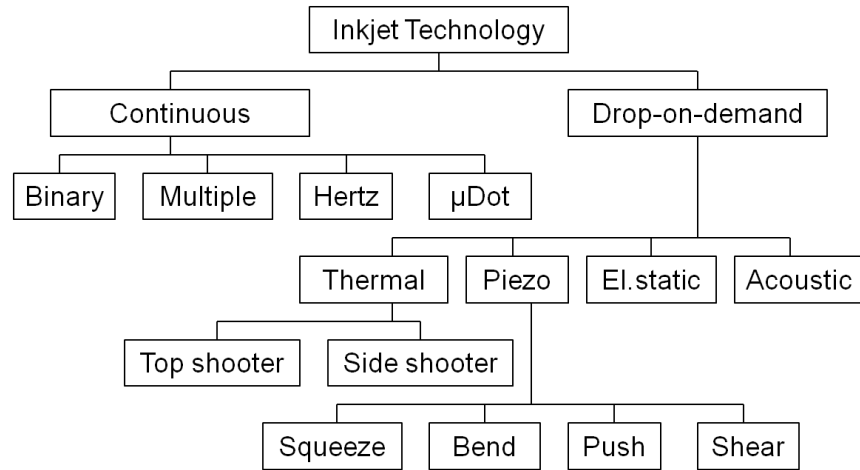 Inkjet Technology
Continuous
Drop-on-demand
Binary
Multiple
Hertz
µDot
Thermal
Piezo
El.static
Acoustic
Top shooter
Side shooter
Squeeze
Bend
Push
Shear